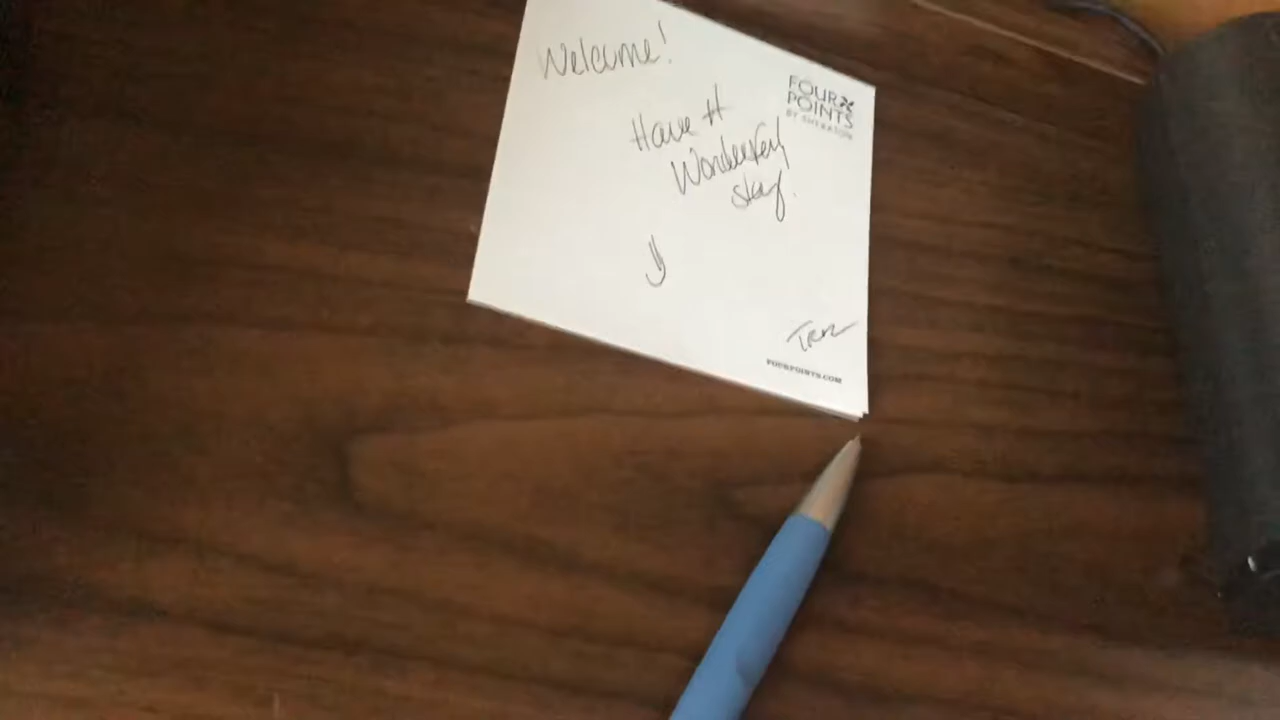 Welcome!
FOUR
POINTS
BY SHERATON
Have A
Wonderful
stay.
FOURPOINTS.COM